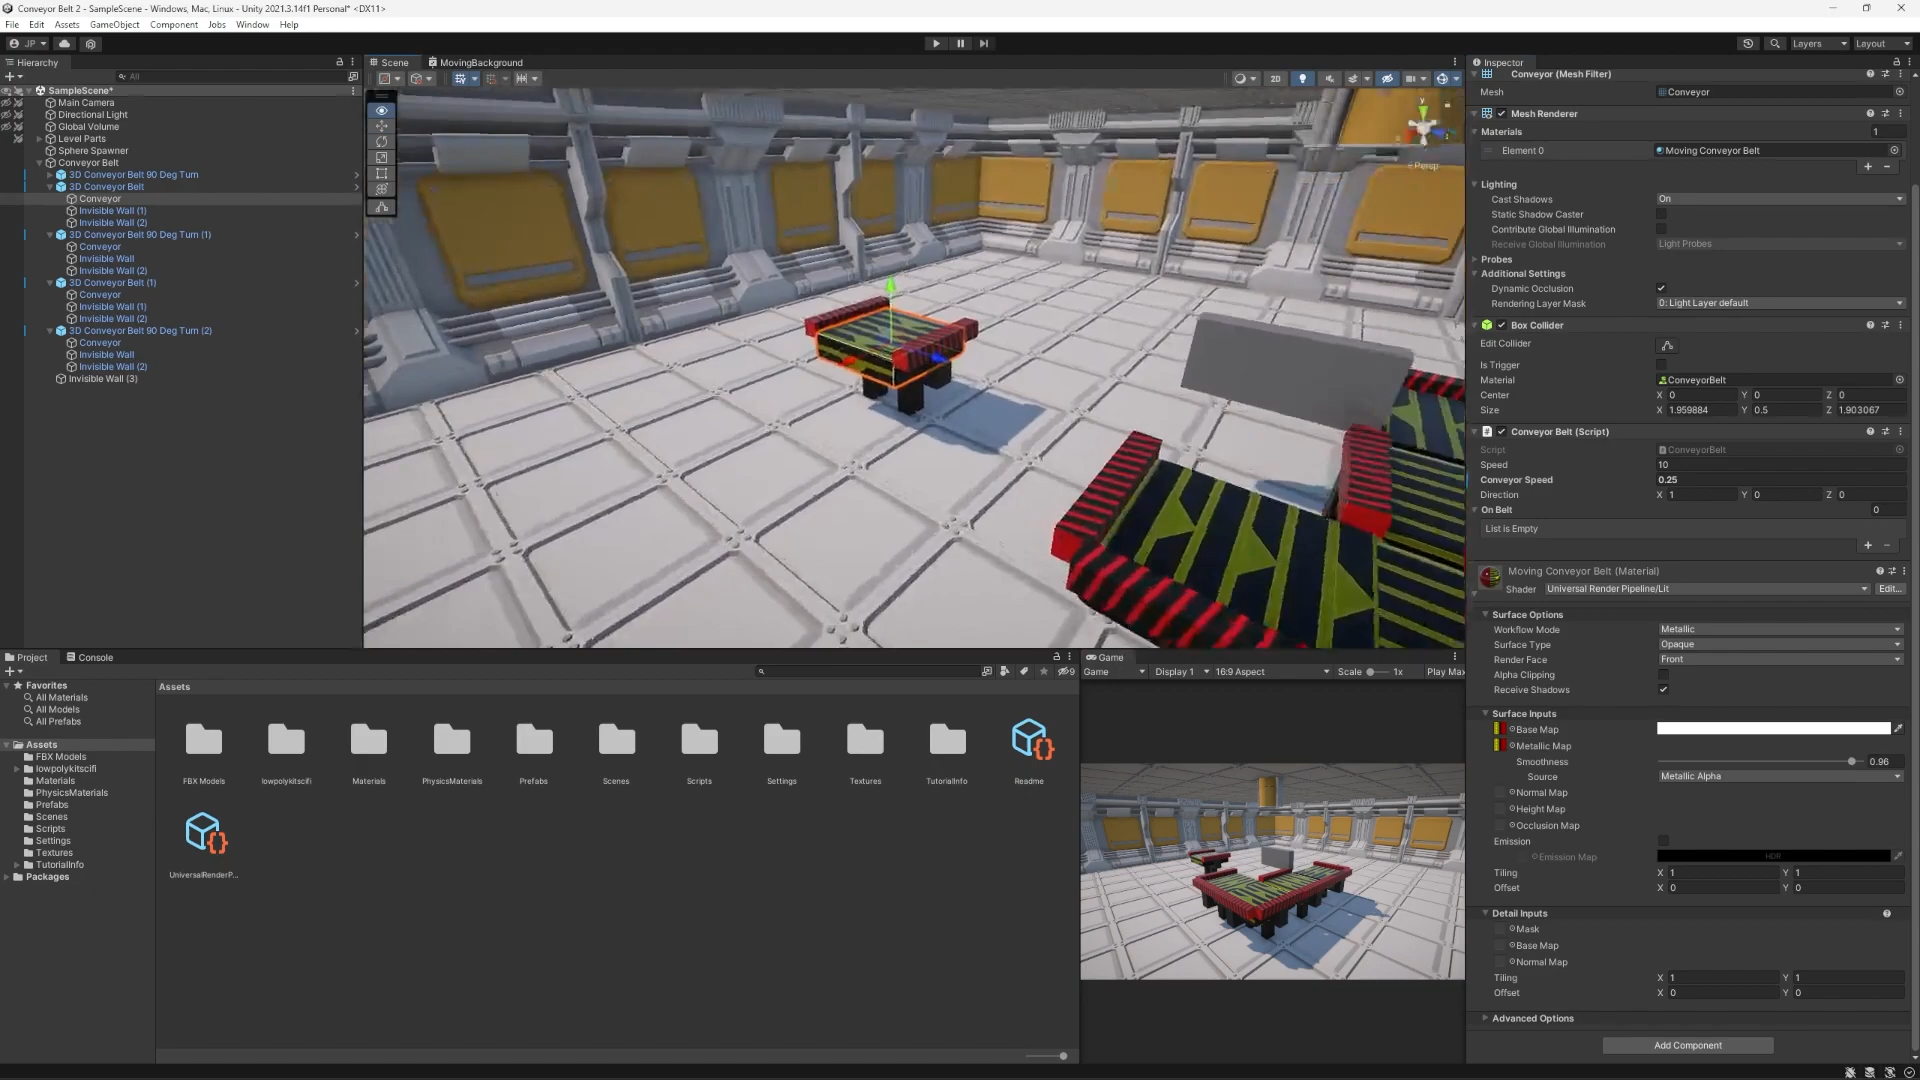 Conveyor Belt 2 - SampleScene - Windows, Mac, Linux - Unity 2021.3.14f1 Personal* <DX11>
File Edit Assets GameObject Component Jobs Window Help
JP
Layers Layout
Hierarchy
All
SampleScene*
Main Camera
Directional Light
Global Volume
Level Parts
Sphere Spawner
Conveyor Belt
3D Conveyor Belt 90 Deg Turn
3D Conveyor Belt
Conveyor
Invisible Wall (1)
Invisible Wall (2)
3D Conveyor Belt 90 Deg Turn (1)
Conveyor
Invisible Wall
Invisible Wall (2)
3D Conveyor Belt (1)
Conveyor
Invisible Wall (1)
Invisible Wall (2)
3D Conveyor Belt 90 Deg Turn (2)
Conveyor
Invisible Wall
Invisible Wall (2)
Invisible Wall (3)
Scene MovingBackground
2D
y
Persp
Inspector
Conveyor (Mesh Filter)
Mesh Conveyor
Mesh Renderer
Materials 1
Element 0 Moving Conveyor Belt
Lighting
Cast Shadows On
Static Shadow Caster
Contribute Global Illumination
Receive Global Illumination Light Probes
Probes
Additional Settings
Dynamic Occlusion
Rendering Layer Mask 0: Light Layer default
Box Collider
Edit Collider
Is Trigger
Material ConveyorBelt
Center X 0 Y 0 Z 0
Size X 1.959884 Y 0.5 Z 1.903067
Conveyor Belt (Script)
Script ConveyorBelt
Speed 10
Conveyor Speed 0.25
Direction X 1 Y 0 Z 0
On Belt 0
List is Empty
Moving Conveyor Belt (Material)
Shader Universal Render Pipeline/Lit Edit...
Surface Options
Workflow Mode Metallic
Surface Type Opaque
Render Face Front
Alpha Clipping
Receive Shadows
Surface Inputs
Base Map
Metallic Map
Smoothness 0.96
Source Metallic Alpha
Normal Map
Height Map
Occlusion Map
Emission
Emission Map HDR
Tiling X 1 Y 1
Offset X 0 Y 0
Detail Inputs
Mask
Base Map
Normal Map
Tiling X 1 Y 1
Offset X 0 Y 0
Advanced Options
Add Component
Project Console
9
Favorites
All Materials
All Models
All Prefabs
Assets
FBX Models
lowpolykitscifi
Materials
PhysicsMaterials
Prefabs
Scenes
Scripts
Settings
Textures
TutorialInfo
Packages
Assets
FBX Models lowpolykitscifi Materials PhysicsMaterials Prefabs Scenes Scripts Settings Textures TutorialInfo Readme
UniversalRenderP...
Game
Game Display 1 16:9 Aspect Scale 1x Play Max